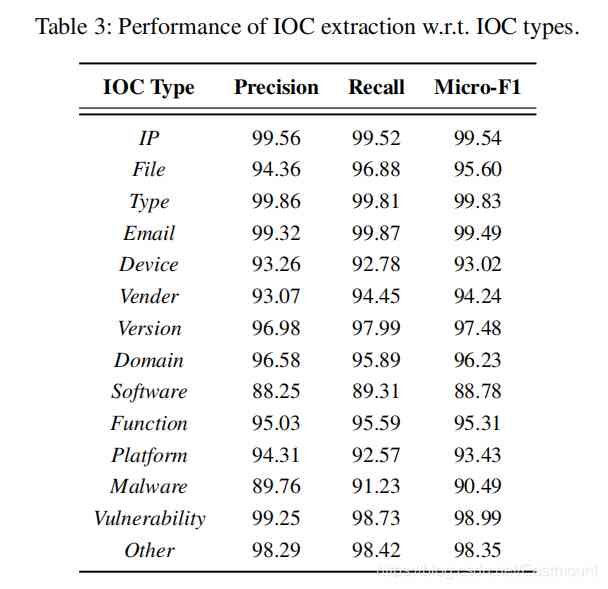 Table 3: Performance of IOC extraction w.r.t. IOC types.
IOC Type Precision Recall Micro-F1
IP 99.56 99.52 99.54
File 94.36 96.88 95.60
Type 99.86 99.81 99.83
Email 99.32 99.87 99.49
Device 93.26 92.78 93.02
Vender 93.07 94.45 94.24
Version 96.98 97.99 97.48
Domain 96.58 95.89 96.23
Software 88.25 89.31 88.78
Function 95.03 95.59 95.31
Platform 94.31 92.57 93.43
Malware 89.76 91.23 90.49
Vulnerability 99.25 98.73 98.99
Other 98.29 98.42 98.35